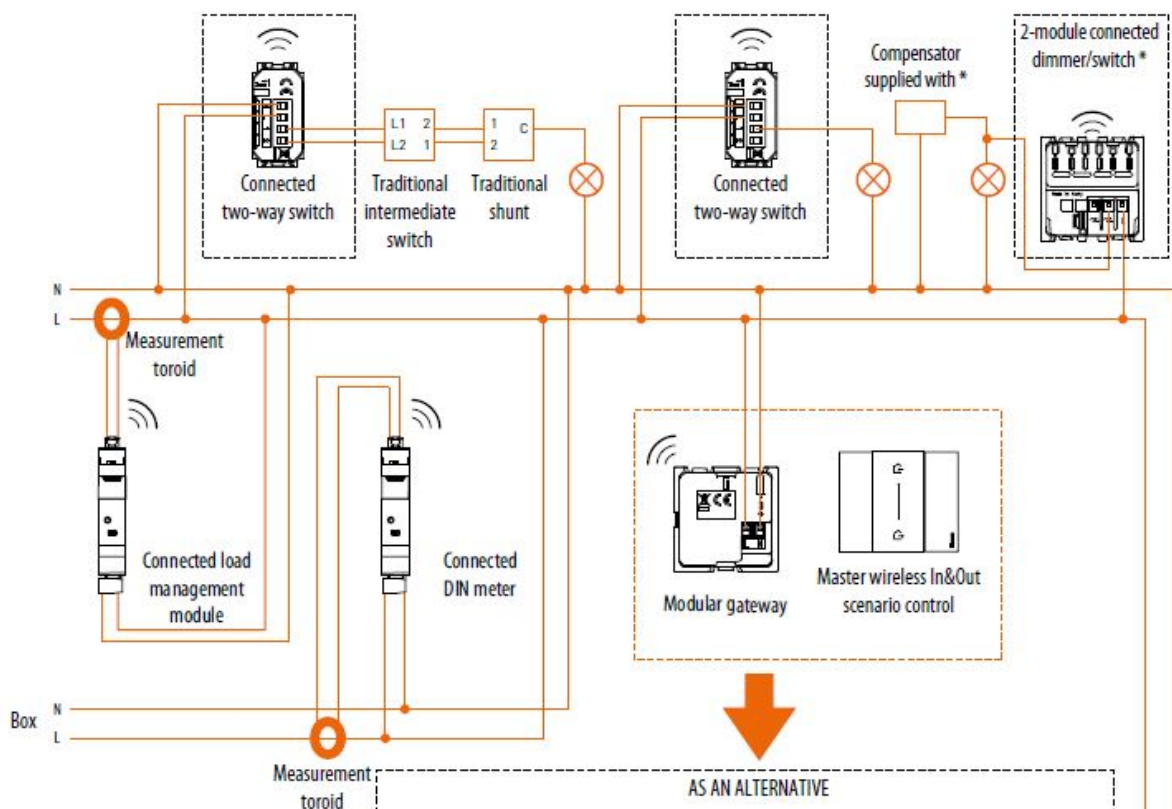 2-module connected
dimmer/switch *
Compensator
supplied with *
L1 2
L2 1
1 C
2
Connected
two-way switch
Traditional
intermediate
switch
Traditional
shunt
Connected
two-way switch
N
L
Measurement
toroid
Connected load
management
module
Connected
DIN meter
Modular gateway
Master wireless In&Out
scenario control
Box
N
L
Measurement
toroid
AS AN ALTERNATIVE